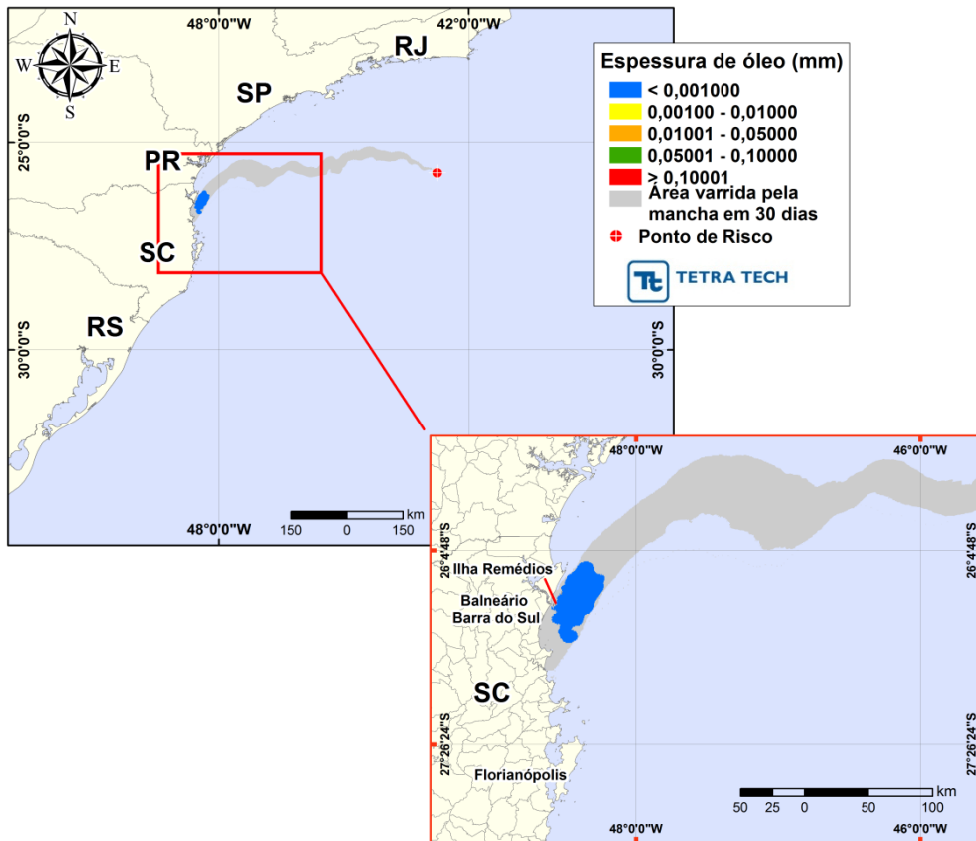 48°0'0"W
42°0'0"W
N
W
E
S
RJ
SP
25°0'0"S
25°0'0"S
PR
SC
RS
30°0'0"S
30°0'0"S
150
0
150
km
48°0'0"W
Espessura de óleo (mm)
< 0,001000
0,00100 - 0,01000
0,01001 - 0,05000
0,05001 - 0,10000
≥ 0,10001
Área varrida pela
mancha em 30 dias
Ponto de Risco
Tt
TETRA TECH
48°0'0"W
46°0'0"W
26°4'48"S
26°4'48"S
Ilha Remédios
Balneário
Barra do Sul
SC
27°26'24"S
27°26'24"S
Florianópolis
50
25
0
50
100
km
48°0'0"W
46°0'0"W